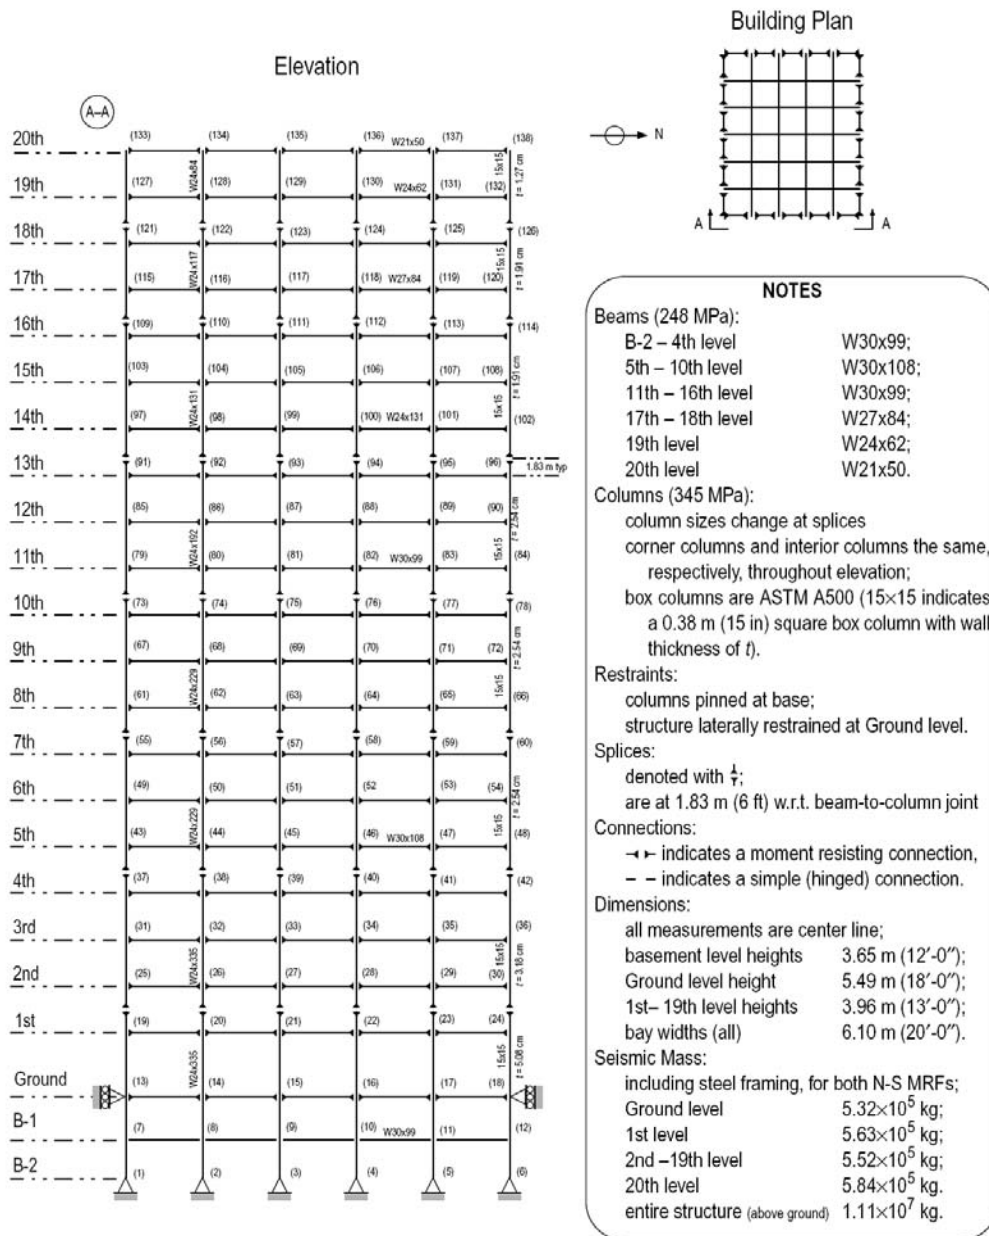 Building Plan
Elevation
N
A A
A–A
20th (133) (134) (135) (136) W21x50 (137) (138)
W24x84 15x15 t = 1.27 cm
19th (127) (128) (129) (130) W24x62 (131) (132)
18th (121) (122) (123) (124) (125) (126)
W24x117 15x15 t = 1.91 cm
17th (115) (116) (117) (118) W27x84 (119) (120)
16th (109) (110) (111) (112) (113) (114)
15th (103) (104) (105) (106) (107) (108)
W24x131 15x15 t = 1.91 cm
14th (97) (98) (99) (100) W24x131 (101) (102)
13th (91) (92) (93) (94) (95) (96)
1.83 m typ
12th (85) (86) (87) (88) (89) (90)
W24x192 15x15 t = 2.54 cm
11th (79) (80) (81) (82) W30x99 (83) (84)
10th (73) (74) (75) (76) (77) (78)
9th (67) (68) (69) (70) (71) (72)
W24x229 15x15 t = 2.54 cm
8th (61) (62) (63) (64) (65) (66)
7th (55) (56) (57) (58) (59) (60)
6th (49) (50) (51) (52 (53) (54)
W24x229 15x15 t = 2.54 cm
5th (43) (44) (45) (46) W30x108 (47) (48)
4th (37) (38) (39) (40) (41) (42)
3rd (31) (32) (33) (34) (35) (36)
W24x335 15x15 t = 3.18 cm
2nd (25) (26) (27) (28) (29) (30)
1st (19) (20) (21) (22) (23) (24)
W24x335 15x15 t = 5.08 cm
Ground (13) (14) (15) (16) (17) (18)
B-1 (7) (8) (9) (10) W30x99 (11) (12)
B-2 (1) (2) (3) (4) (5) (6)
NOTES
Beams (248 MPa):
B-2 – 4th level W30x99;
5th – 10th level W30x108;
11th – 16th level W30x99;
17th – 18th level W27x84;
19th level W24x62;
20th level W21x50.
Columns (345 MPa):
column sizes change at splices
corner columns and interior columns the same,
respectively, throughout elevation;
box columns are ASTM A500 (15×15 indicates
a 0.38 m (15 in) square box column with wall
thickness of t).
Restraints:
columns pinned at base;
structure laterally restrained at Ground level.
Splices:
denoted with ;
are at 1.83 m (6 ft) w.r.t. beam-to-column joint
Connections:
indicates a moment resisting connection,
– – indicates a simple (hinged) connection.
Dimensions:
all measurements are center line;
basement level heights 3.65 m (12′-0″);
Ground level height 5.49 m (18′-0″);
1st– 19th level heights 3.96 m (13′-0″);
bay widths (all) 6.10 m (20′-0″).
Seismic Mass:
including steel framing, for both N-S MRFs;
Ground level 5.32×10⁵ kg;
1st level 5.63×10⁵ kg;
2nd –19th level 5.52×10⁵ kg;
20th level 5.84×10⁵ kg.
entire structure (above ground) 1.11×10⁷ kg.